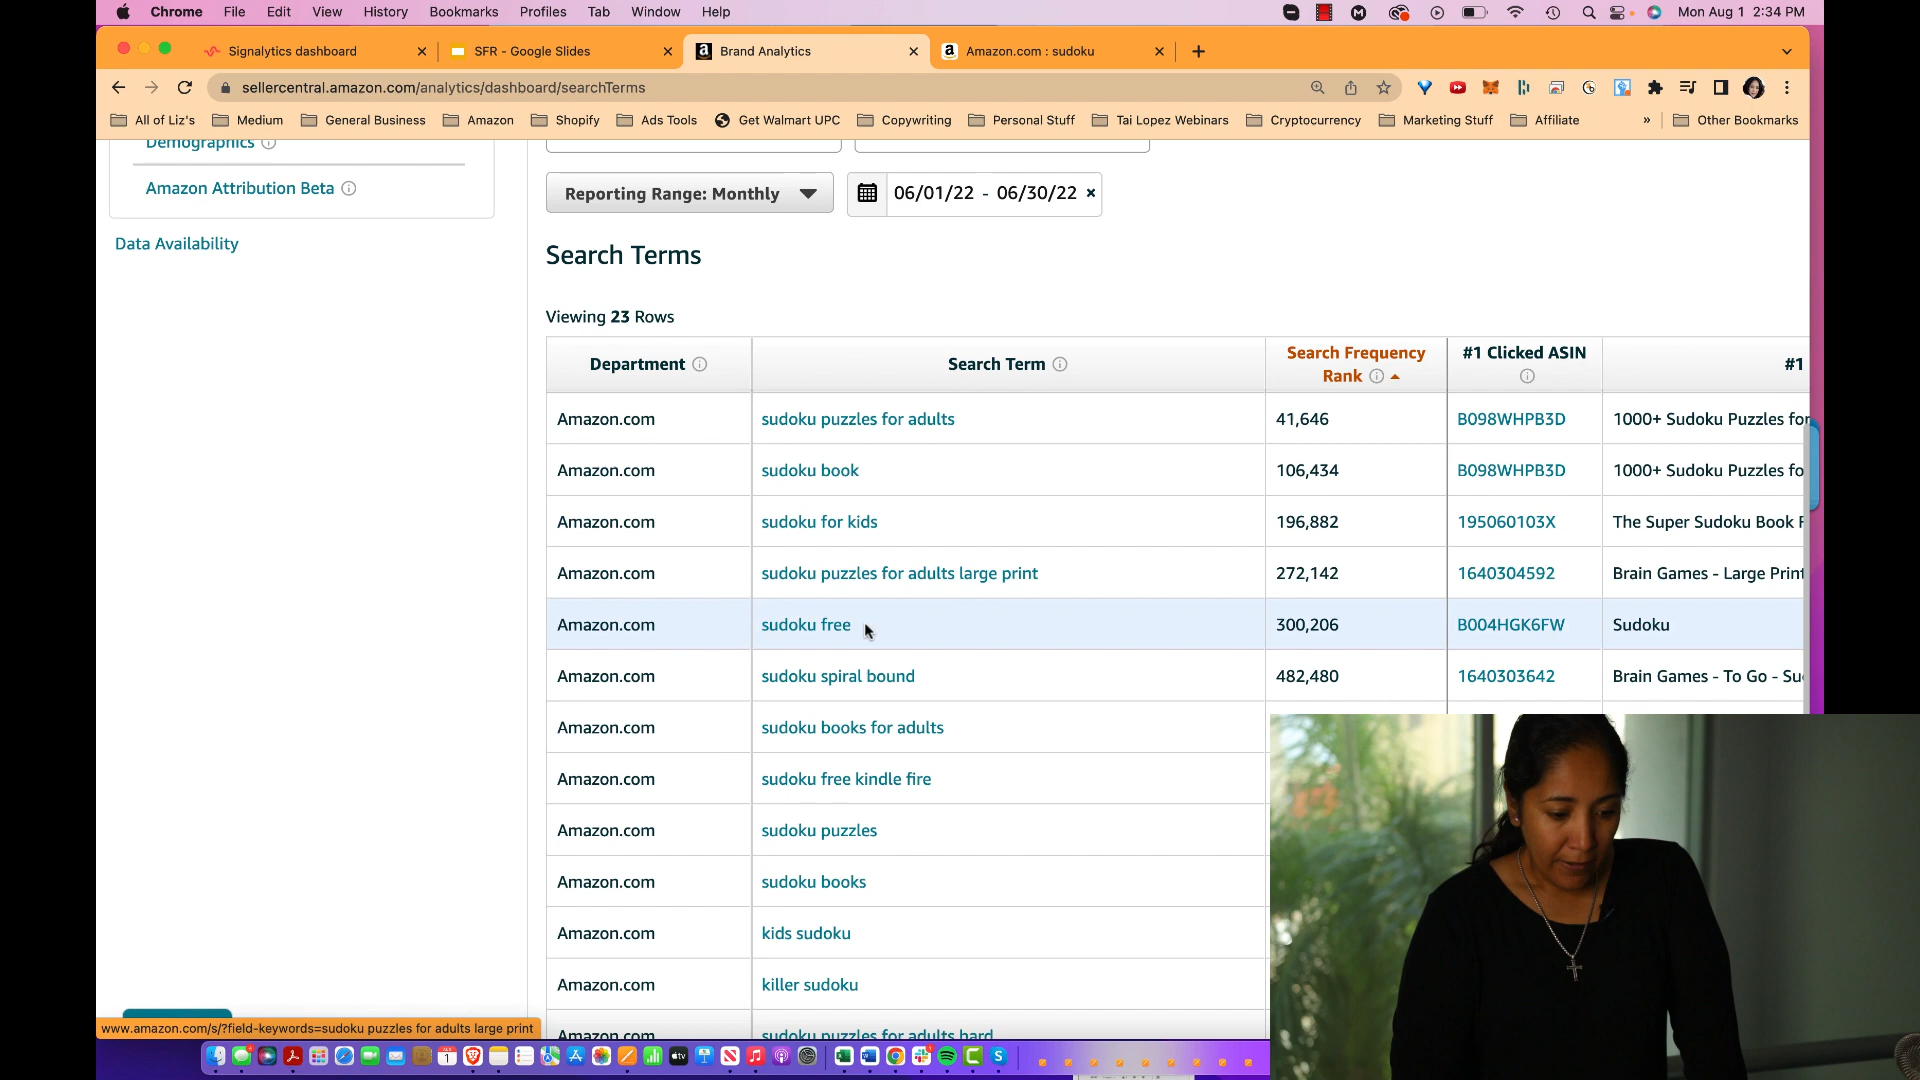 Chrome File Edit View History Bookmarks Profiles Tab Window Help Mon Aug 1 2:34 PM
Signalytics dashboard SFR - Google Slides Brand Analytics Amazon.com : sudoku
sellercentral.amazon.com/analytics/dashboard/searchTerms
All of Liz's Medium General Business Amazon Shopify Ads Tools Get Walmart UPC Copywriting Personal Stuff Tai Lopez Webinars Cryptocurrency Marketing Stuff Affiliate » Other Bookmarks
Demographics
Amazon Attribution Beta
Data Availability
Reporting Range: Monthly 06/01/22 - 06/30/22
Search Terms
Viewing 23 Rows
Department Search Term Search Frequency Rank #1 Clicked ASIN #1
Amazon.com sudoku puzzles for adults 41,646 B098WHPB3D 1000+ Sudoku Puzzles for
Amazon.com sudoku book 106,434 B098WHPB3D 1000+ Sudoku Puzzles fo
Amazon.com sudoku for kids 196,882 195060103X The Super Sudoku Book F
Amazon.com sudoku puzzles for adults large print 272,142 1640304592 Brain Games - Large Print
Amazon.com sudoku free 300,206 B004HGK6FW Sudoku
Amazon.com sudoku spiral bound 482,480 1640303642 Brain Games - To Go - Su
Amazon.com sudoku books for adults
Amazon.com sudoku free kindle fire
Amazon.com sudoku puzzles
Amazon.com sudoku books
Amazon.com kids sudoku
Amazon.com killer sudoku
sudoku puzzles for adults hard
www.amazon.com/s/?field-keywords=sudoku puzzles for adults large print